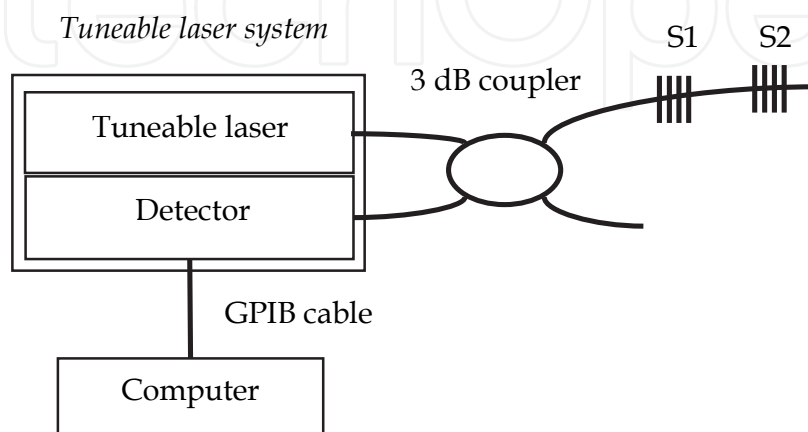 Tuneable laser system
S1
S2
3 dB coupler
Tuneable laser
Detector
GPIB cable
Computer